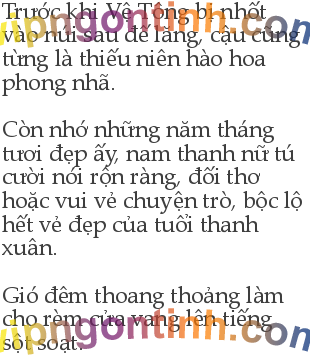 Trước khi Vệ Tông bị nhốt
vào núi sau đế lăng, cậu cũng
từng là thiếu niên hào hoa
phong nhã.
Còn nhớ những năm tháng
tươi đẹp ấy, nam thanh nữ tú
cười nói rộn ràng, đối thơ
hoặc vui vẻ chuyện trò, bộc lộ
hết vẻ đẹp của tuổi thanh
xuân.
Gió đêm thoang thoảng làm
cho rèm cửa vang lên tiếng
sột soạt.
vipngontinh.com
vipngontinh.com